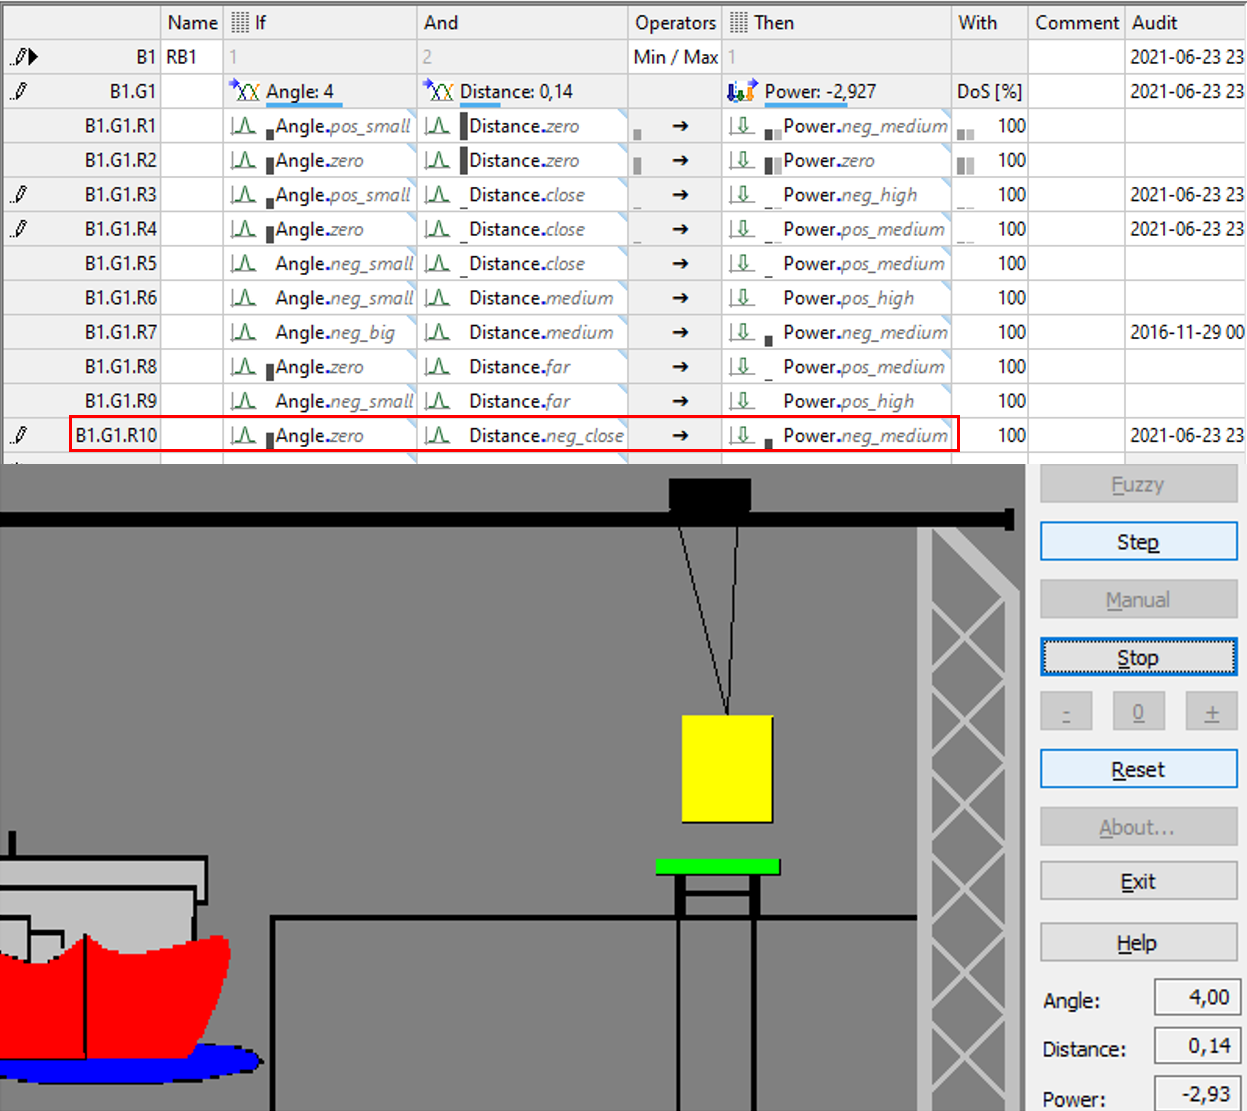 Name If And Operators Then With Comment Audit
B1 RB1 1 2 Min / Max 1 2021-06-23 23
B1.G1 Angle: 4 Distance: 0,14 Power: -2,927 DoS [%] 2021-06-23 23
B1.G1.R1 Angle.pos_small Distance.zero ➔ Power.neg_medium 100
B1.G1.R2 Angle.zero Distance.zero ➔ Power.zero 100
B1.G1.R3 Angle.pos_small Distance.close ➔ Power.neg_high 100 2021-06-23 23
B1.G1.R4 Angle.zero Distance.close ➔ Power.pos_medium 100 2021-06-23 23
B1.G1.R5 Angle.neg_small Distance.close ➔ Power.pos_medium 100
B1.G1.R6 Angle.neg_small Distance.medium ➔ Power.pos_high 100
B1.G1.R7 Angle.neg_big Distance.medium ➔ Power.neg_medium 100 2016-11-29 00
B1.G1.R8 Angle.zero Distance.far ➔ Power.pos_medium 100
B1.G1.R9 Angle.neg_small Distance.far ➔ Power.pos_high 100
B1.G1.R10 Angle.zero Distance.neg_close ➔ Power.neg_medium 100 2021-06-23 23
Fuzzy
Step
Manual
Stop
- 0 +
Reset
About...
Exit
Help
Angle: 4,00
Distance: 0,14
Power: -2,93